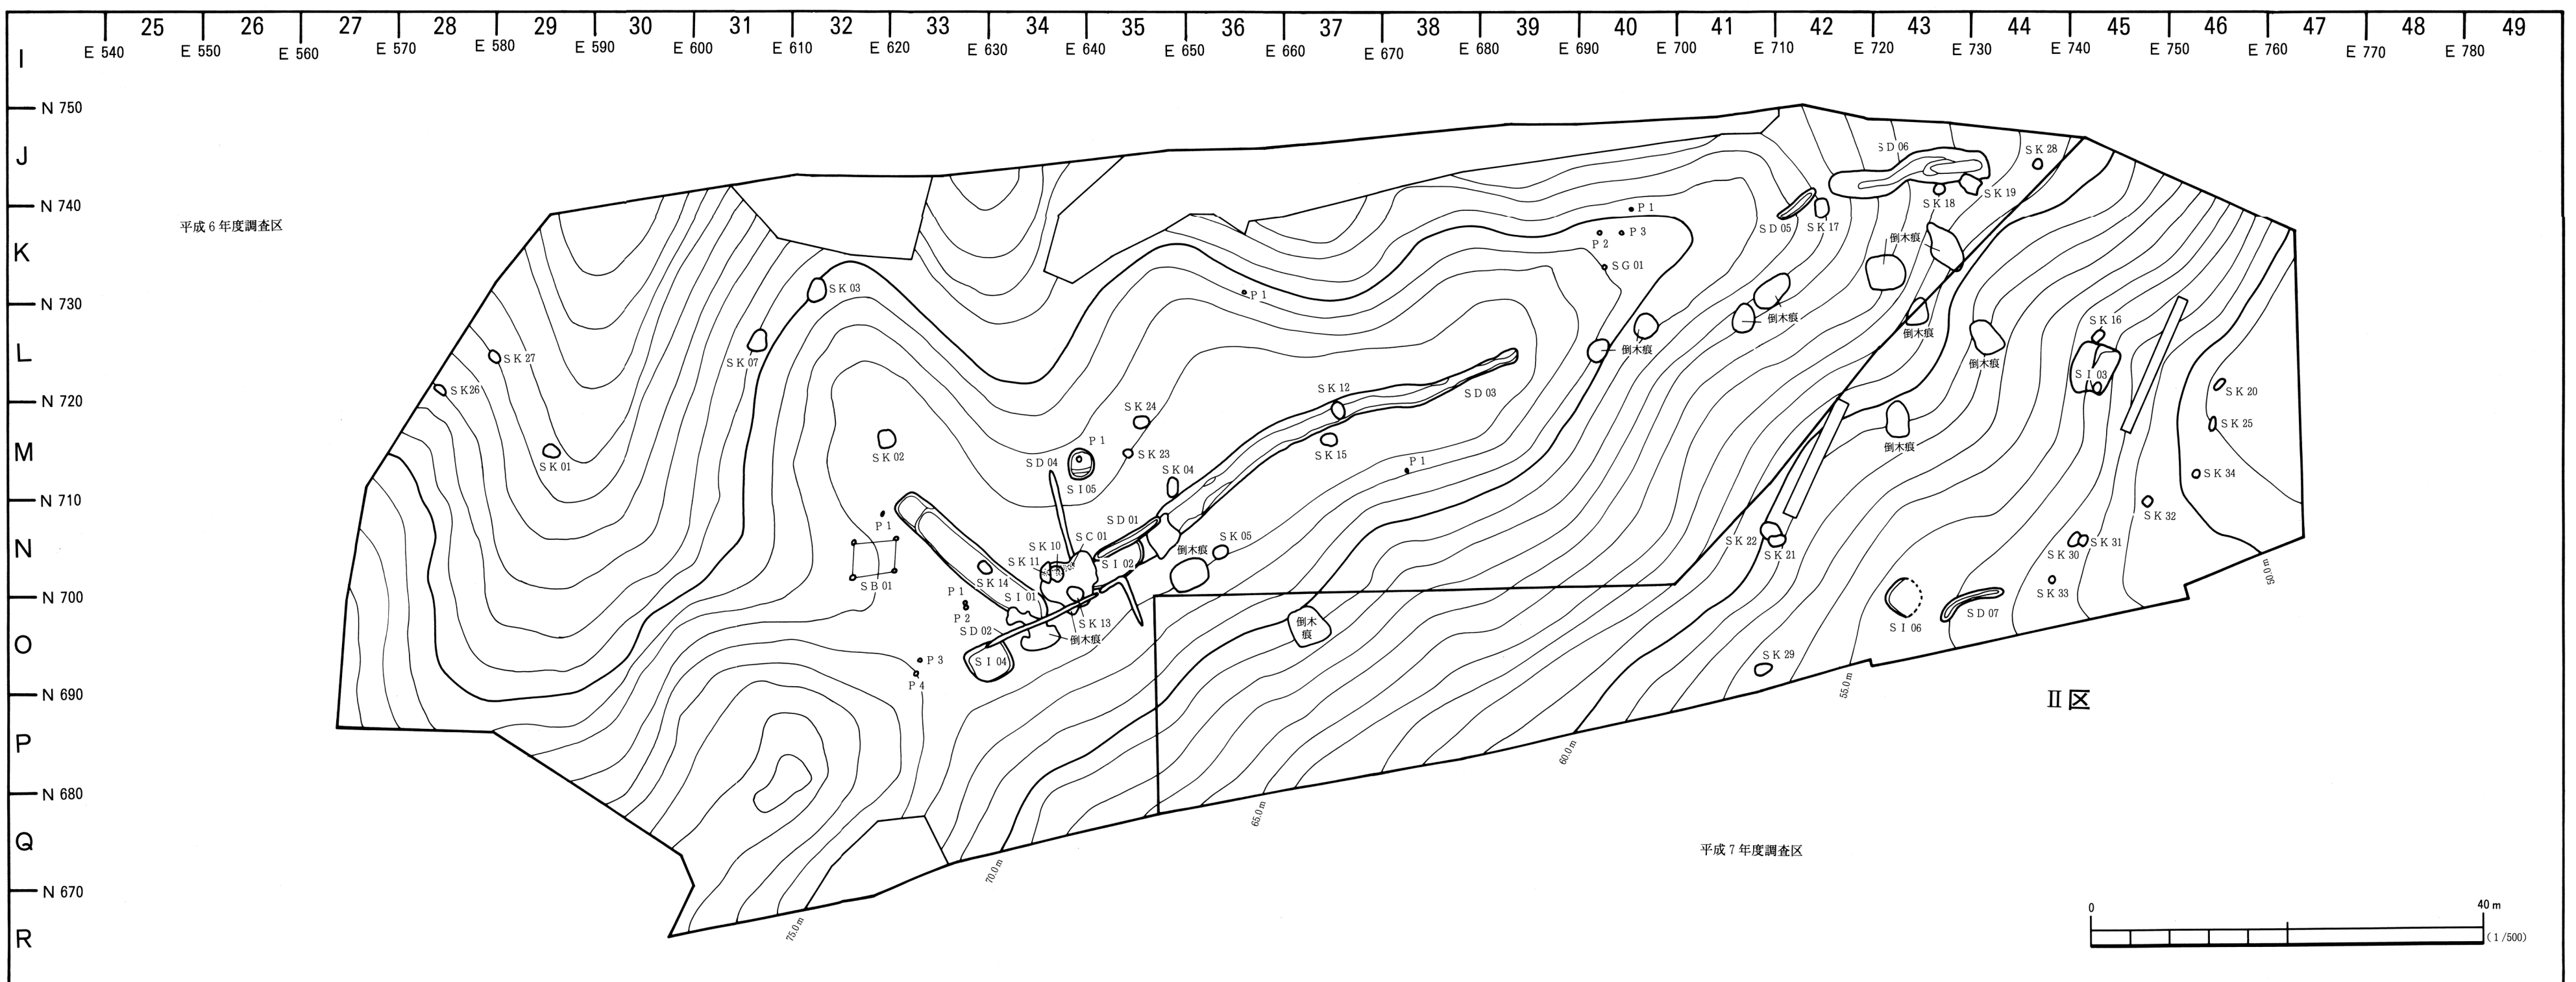 25 26 27 28 29 30 31 32 33 34 35 36 37 38 39 40 41 42 43 44 45 46 47 48 49
E 540 E 550 E 560 E 570 E 580 E 590 E 600 E 610 E 620 E 630 E 640 E 650 E 660 E 670 E 680 E 690 E 700 E 710 E 720 E 730 E 740 E 750 E 760 E 770 E 780
I
N 750
J
N 740
K
N 730
L
N 720
M
N 710
N
N 700
O
N 690
P
N 680
Q
N 670
R
平成6年度調査区
SD06
SK28
SK19
SK18
SD05
SK17
P1
P2
P3
SG01
倒木痕
倒木痕
倒木痕
倒木痕
倒木痕
倒木痕
SK03
P1
SK07
SK27
SK26
SK16
SI03
SK20
SK25
SK12
SD03
SK24
SK01
SK02
P1
SI05
SD04
SK23
SK04
SK15
P1
SK34
SK32
P1
SB01
SD01
SC01
SK10
SK11
SI02
SK05
倒木痕
SK14
SI01
SK22
SK21
SK30
SK31
SK33
P1
P2
SD02
SK13
倒木痕
SI04
P3
P4
倒木
痕
SI06
SD07
SK29
II区
50.0m
55.0m
60.0m
65.0m
70.0m
75.0m
平成7年度調査区
0 40m
(1/500)